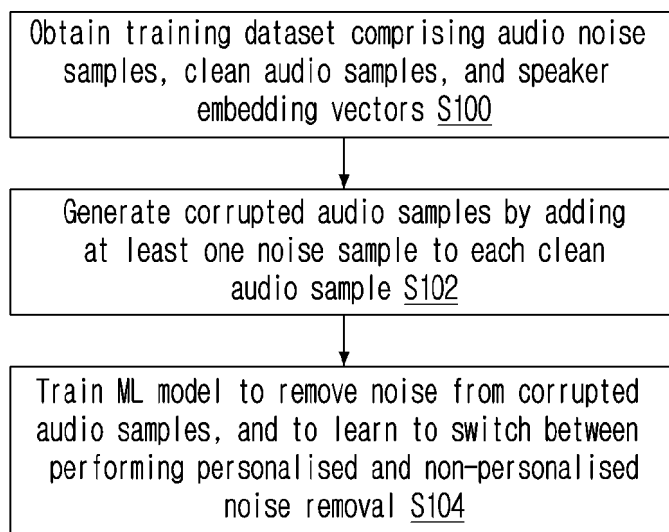 Obtain training dataset comprising audio noise
samples, clean audio samples, and speaker
embedding vectors S100
Generate corrupted audio samples by adding
at least one noise sample to each clean
audio sample S102
Train ML model to remove noise from corrupted
audio samples, and to learn to switch between
performing personalised and non-personalised
noise removal S104